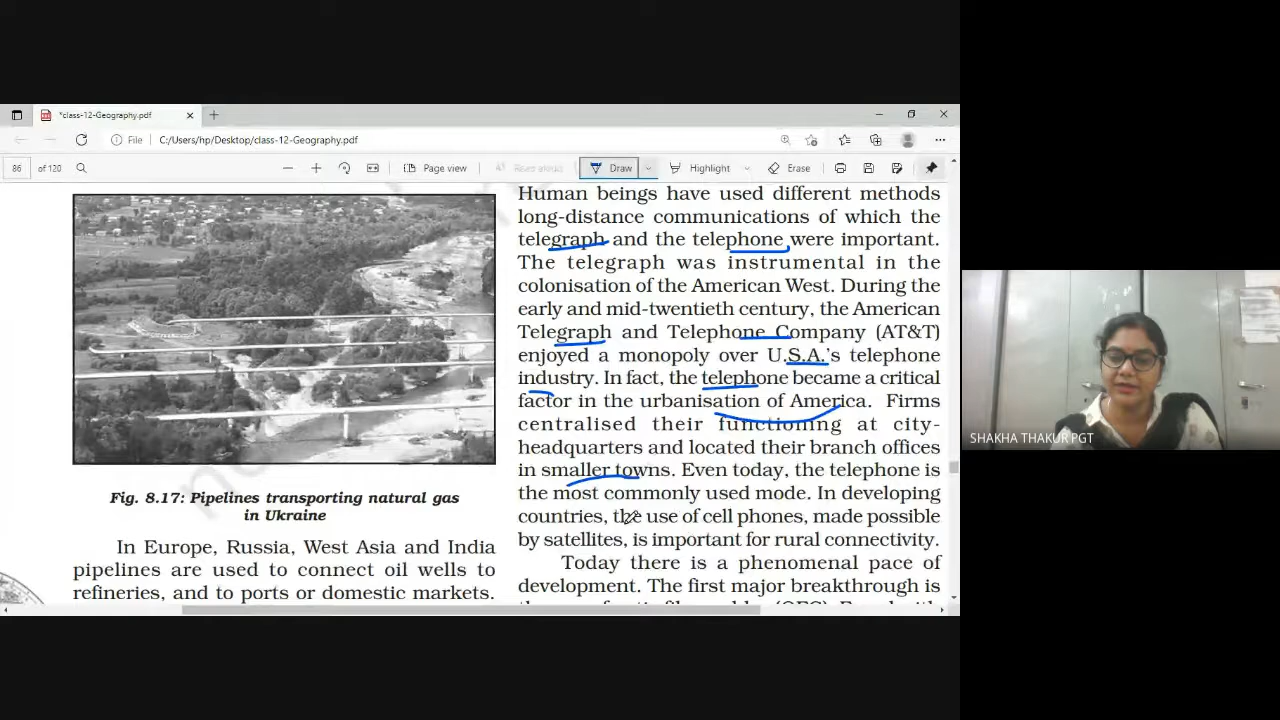 *class-12-Geography.pdf
File
C:/Users/hp/Desktop/class-12-Geography.pdf
86 of 120
Page view
Read aloud
Draw
Highlight
Erase
Fig. 8.17: Pipelines transporting natural gas
in Ukraine
In Europe, Russia, West Asia and India
pipelines are used to connect oil wells to
refineries, and to ports or domestic markets.
Human beings have used different methods
long-distance communications of which the
telegraph and the telephone were important.
The telegraph was instrumental in the
colonisation of the American West. During the
early and mid-twentieth century, the American
Telegraph and Telephone Company (AT&T)
enjoyed a monopoly over U.S.A.'s telephone
industry. In fact, the telephone became a critical
factor in the urbanisation of America. Firms
centralised their functioning at city-
headquarters and located their branch offices
in smaller towns. Even today, the telephone is
the most commonly used mode. In developing
countries, the use of cell phones, made possible
by satellites, is important for rural connectivity.
Today there is a phenomenal pace of
development. The first major breakthrough is
SHAKHA THAKUR PGT